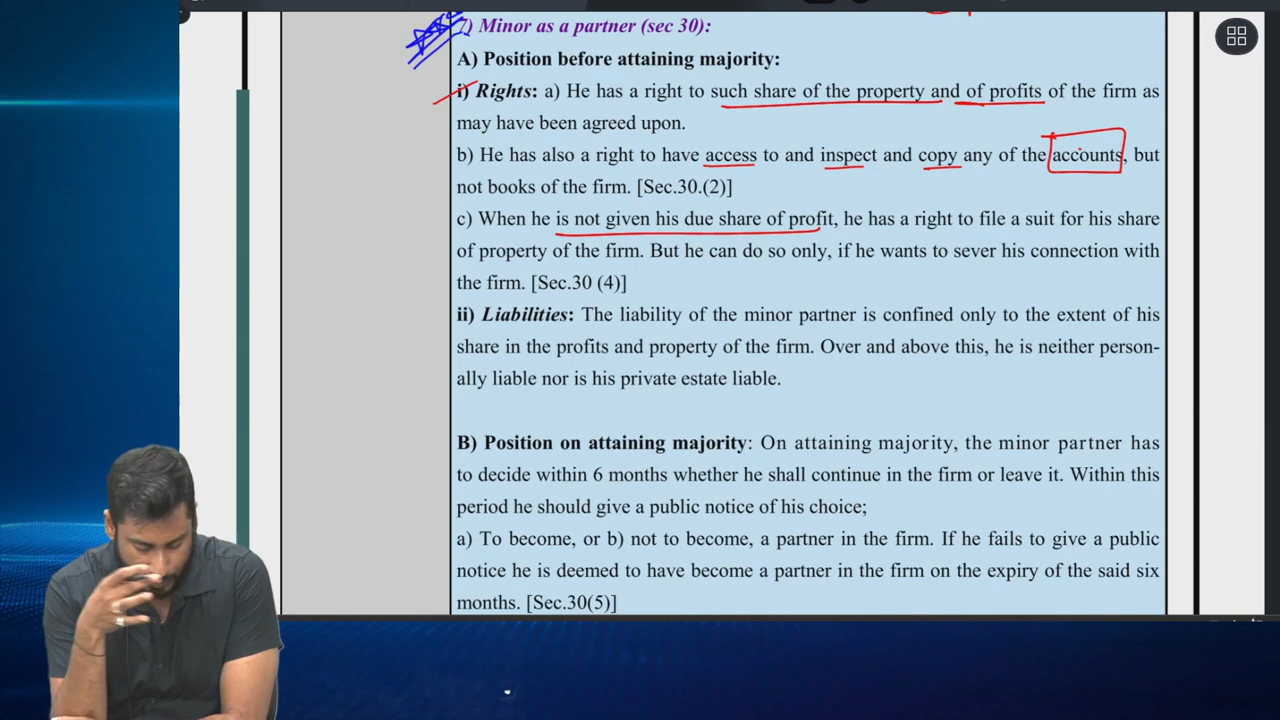 7) Minor as a partner (sec 30):
A) Position before attaining majority:
i) Rights: a) He has a right to such share of the property and of profits of the firm as
may have been agreed upon.
b) He has also a right to have access to and inspect and copy any of the accounts, but
not books of the firm. [Sec.30.(2)]
c) When he is not given his due share of profit, he has a right to file a suit for his share
of property of the firm. But he can do so only, if he wants to sever his connection with
the firm. [Sec.30 (4)]
ii) Liabilities: The liability of the minor partner is confined only to the extent of his
share in the profits and property of the firm. Over and above this, he is neither person-
ally liable nor is his private estate liable.
B) Position on attaining majority: On attaining majority, the minor partner has
to decide within 6 months whether he shall continue in the firm or leave it. Within this
period he should give a public notice of his choice;
a) To become, or b) not to become, a partner in the firm. If he fails to give a public
notice he is deemed to have become a partner in the firm on the expiry of the said six
months. [Sec.30(5)]